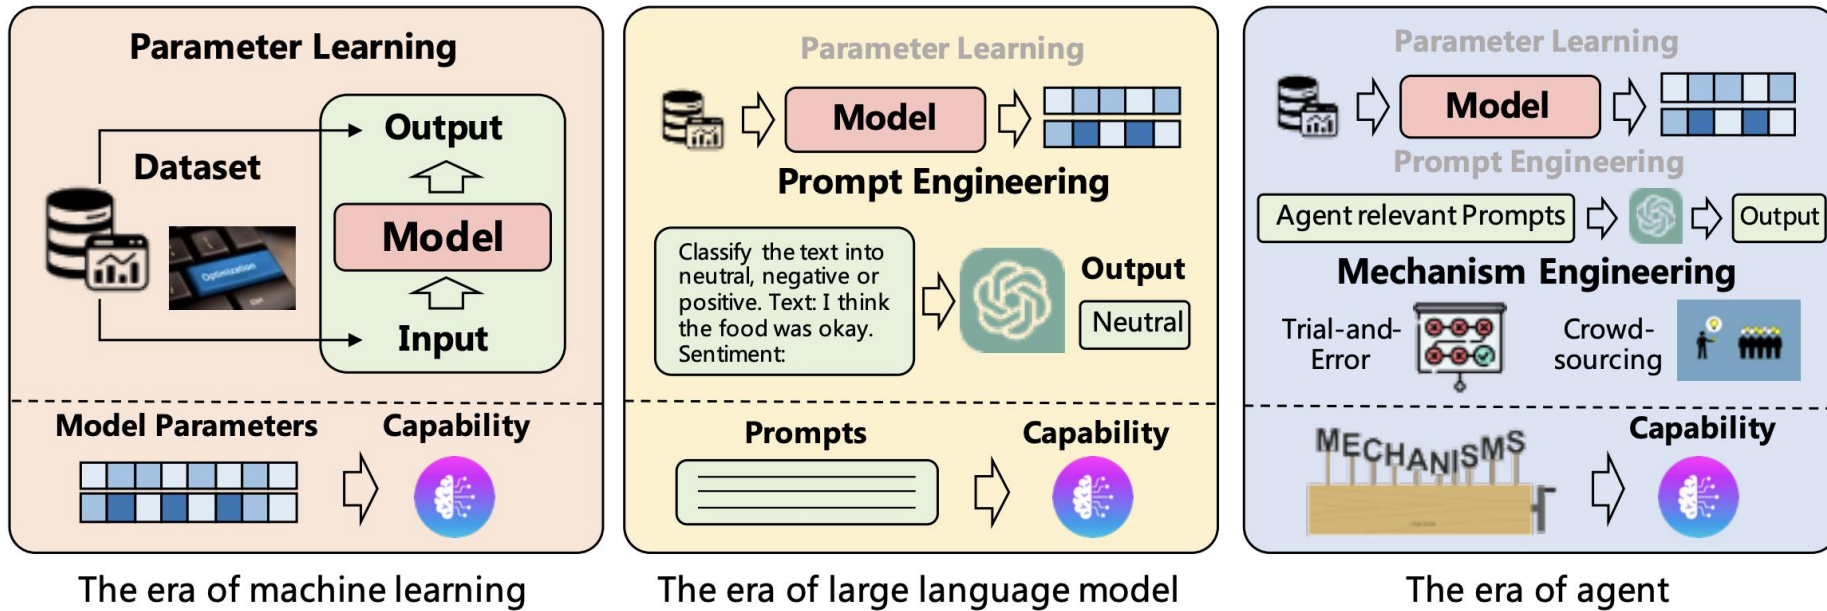 Parameter Learning
Output
Dataset
Model
Optimization
Ctrl
Input
Model Parameters
Capability
The era of machine learning
Parameter Learning
Model
Prompt Engineering
Classify the text into
neutral, negative or
positive. Text: I think
the food was okay.
Sentiment:
Output
Neutral
Prompts
Capability
The era of large language model
Parameter Learning
Model
Prompt Engineering
Agent relevant Prompts
Output
Mechanism Engineering
Trial-and-
Error
Crowd-
sourcing
MECHANISMS
Capability
The era of agent